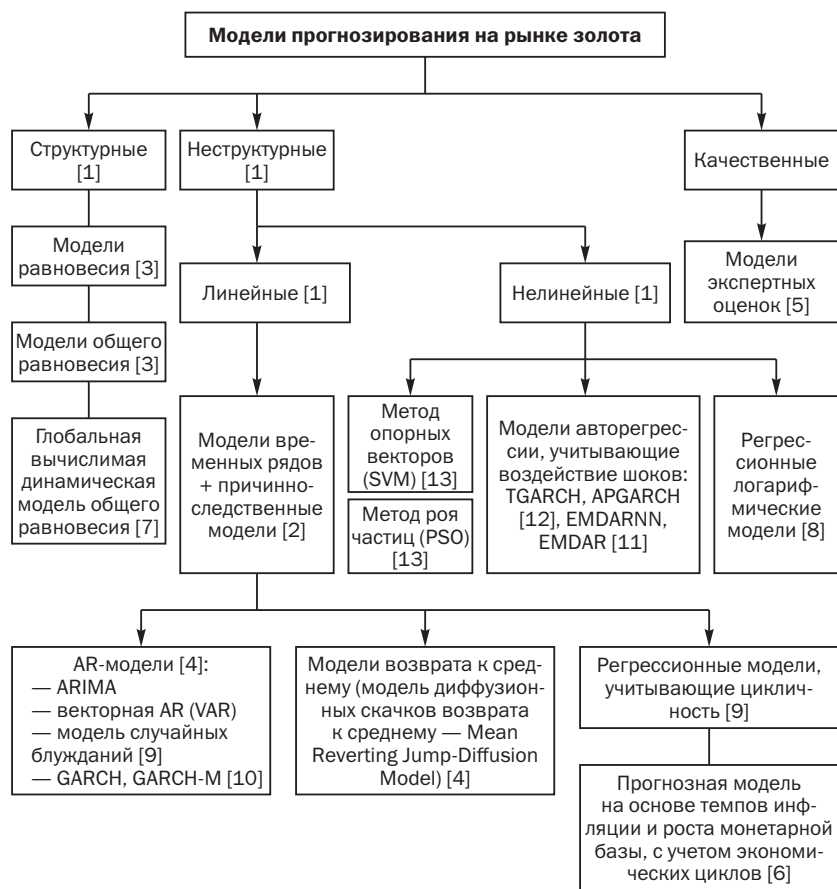 Модели прогнозирования на рынке золота
Структурные
[1]
Неструктурные
[1]
Качественные
Модели
равновесия [3]
Линейные [1]
Нелинейные [1]
Модели
экспертных
оценок [5]
Модели общего
равновесия [3]
Глобальная
вычислимая
динамическая
модель общего
равновесия [7]
Модели вре-
менных рядов
+ причинно-
следственные
модели [2]
Метод
опорных
векторов
(SVM) [13]
Метод роя
частиц (PSO)
[13]
Модели авторегрес-
сии, учитывающие
воздействие шоков:
TGARCH, APGARCH
[12], EMDARNN,
EMDAR [11]
Регрес-
сионные
логариф-
мические
модели [8]
AR-модели [4]:
— ARIMA
— векторная AR (VAR)
— модель случайных
блужданий [9]
— GARCH, GARCH-M [10]
Модели возврата к сред-
нему (модель диффузион-
ных скачков возврата
к среднему — Mean
Reverting Jump-Diffusion
Model) [4]
Регрессионные модели,
учитывающие циклич-
ность [9]
Прогнозная модель
на основе темпов инф-
ляции и роста монетарной
базы, с учетом экономи-
ческих циклов [6]